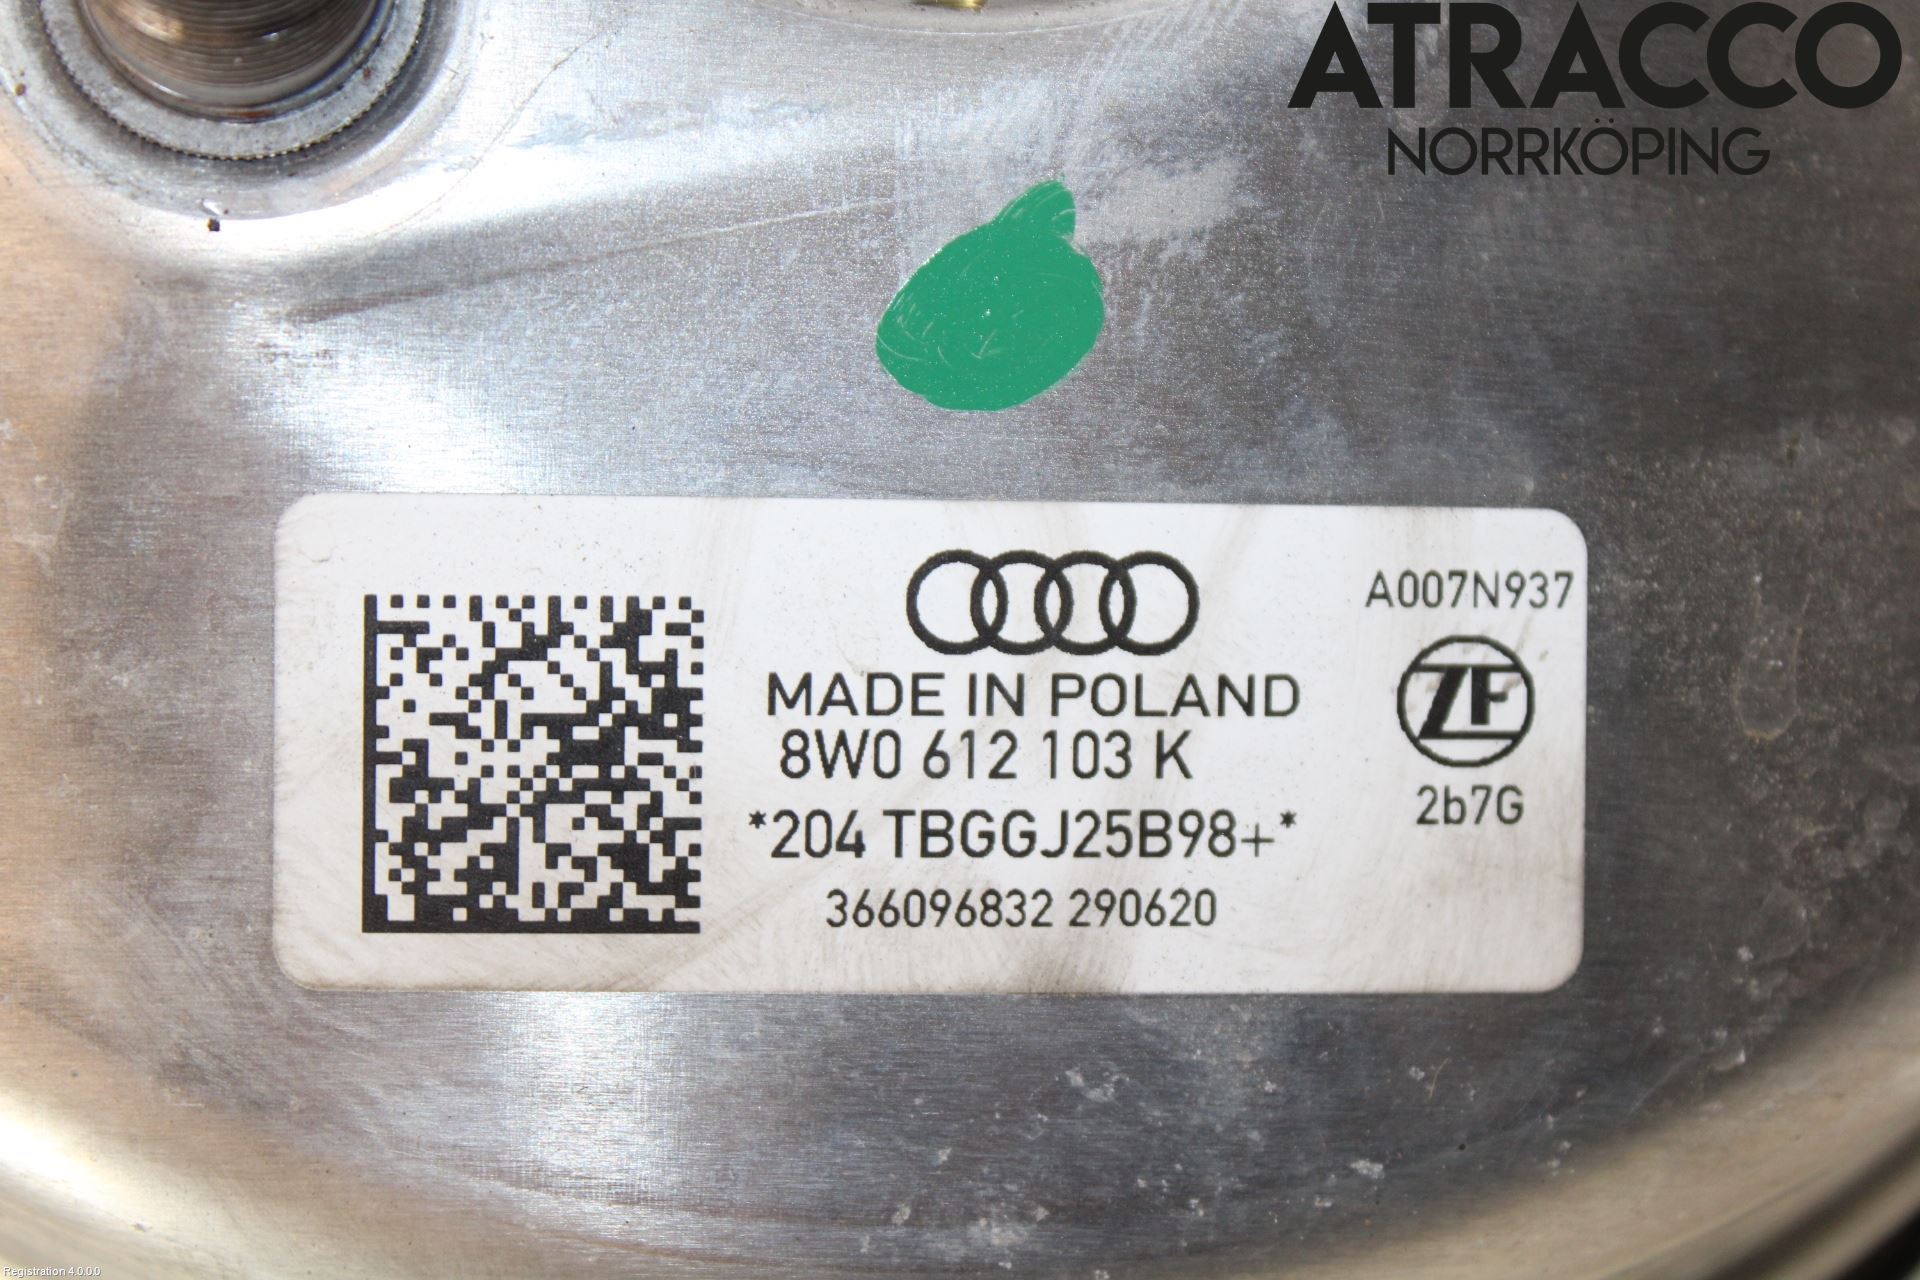 ATRACCO
NORRKÖPING
A007N937
ZF
2b7G
MADE IN POLAND
8W0 612 103 K
*204 TBGGJ25B98+*
366096832 290620
Registration 4.0.0.0